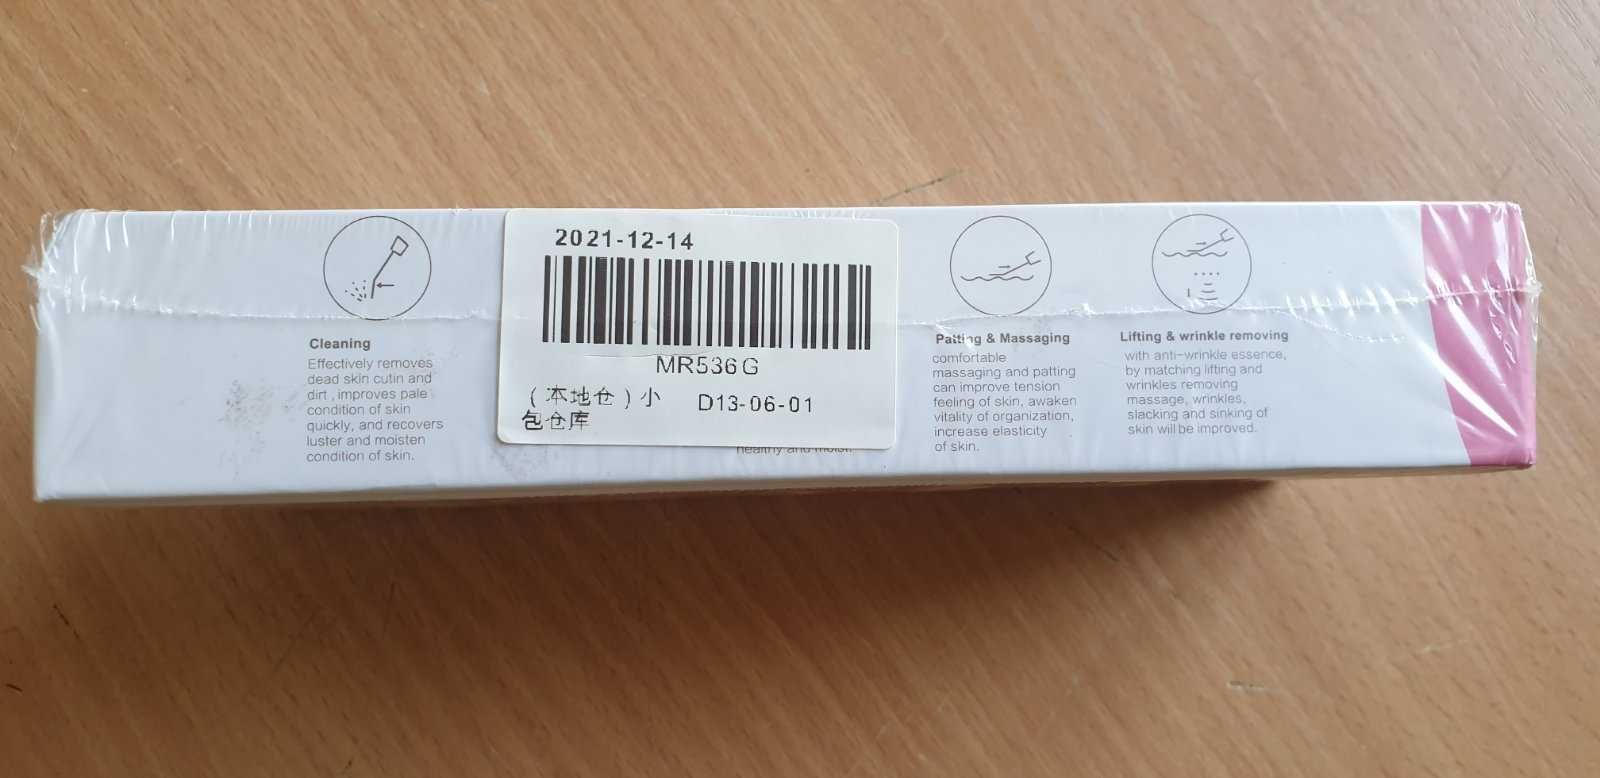 Cleaning
Effectively removes
dead skin cutin and
dirt , improves pale
condition of skin
quickly, and recovers
luster and moisten
condition of skin.
2021-12-14
MR536G
(本地仓)小 D13-06-01
包仓库
healthy and moist.
Patting & Massaging
comfortable
massaging and patting
can improve tension
feeling of skin, awaken
vitality of organization,
increase elasticity
of skin.
Lifting & wrinkle removing
with anti-wrinkle essence,
by matching lifting and
wrinkles removing
massage, wrinkles,
slacking and sinking of
skin will be improved.